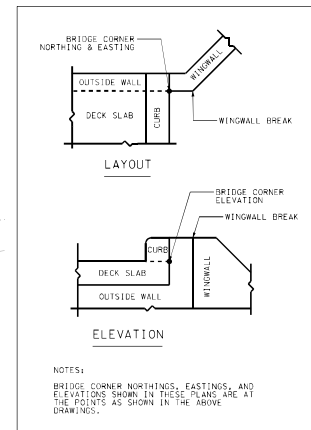 BRIDGE CORNER
NORTHING & EASTING
WINGWALL
OUTSIDE WALL
DECK SLAB
CURB
WINGWALL BREAK
LAYOUT
BRIDGE CORNER
ELEVATION
WINGWALL BREAK
CURB
DECK SLAB
WINGWALL
OUTSIDE WALL
ELEVATION
NOTES:
BRIDGE CORNER NORTHINGS, EASTINGS, AND
ELEVATIONS SHOWN IN THESE PLANS ARE AT
THE POINTS AS SHOWN IN THE ABOVE
DRAWINGS.